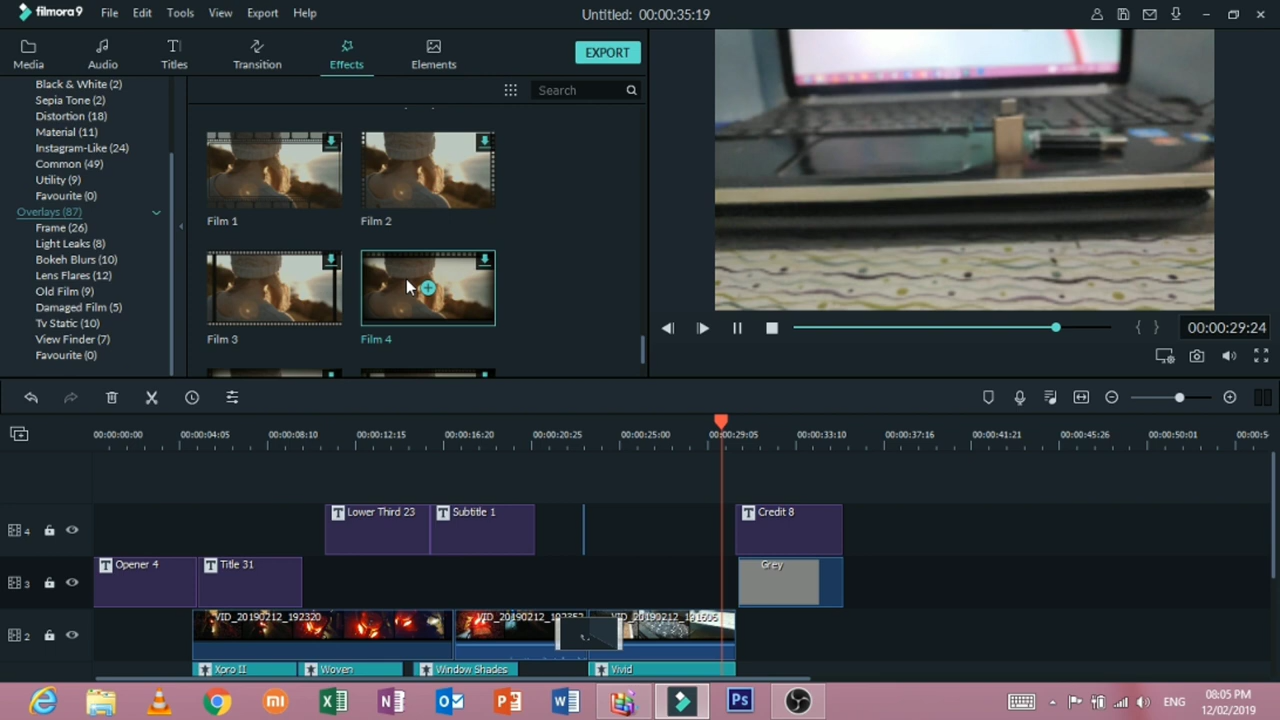 filmora9 File Edit Tools View Export Help Untitled: 00:00:35:19
Media Audio Titles Transition Effects Elements EXPORT
Search
Black & White (2)
Sepia Tone (2)
Distortion (18)
Material (11)
Instagram-Like (24)
Common (49)
Utility (9)
Favourite (0)
Overlays (87)
Frame (26)
Light Leaks (8)
Bokeh Blurs (10)
Lens Flares (12)
Old Film (9)
Damaged Film (5)
Tv Static (10)
View Finder (7)
Favourite (0)
Film 1 Film 2
Film 3 Film 4
{ } 00:00:29:24
00:00:00:00 00:00:04:05 00:00:08:10 00:00:12:15 00:00:16:20 00:00:20:25 00:00:25:00 00:00:29:05 00:00:33:10 00:00:37:16 00:00:41:21 00:00:45:26 00:00:50:01 00:00:5
4 T Lower Third 23 T Subtitle 1 T Credit 8
3 T Opener 4 T Title 31 Grey
2 VID_20190212_192320
Xpro II Woven Window Shades Vivid
ENG
08:05 PM
12/02/2019